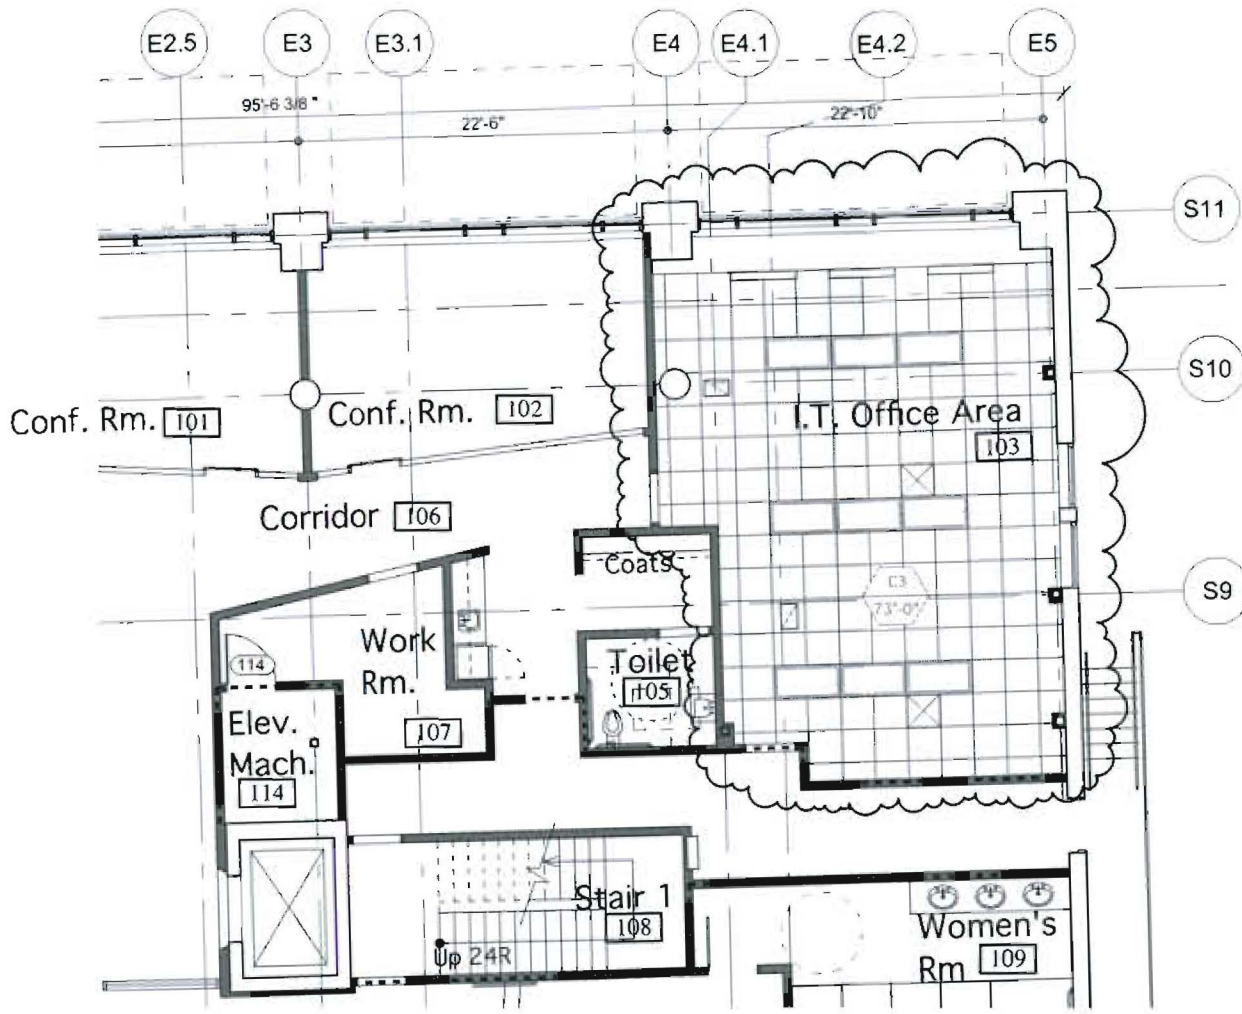 E2.5
E3
E3.1
E4
E4.1
E4.2
E5
95'-6 3/8"
22'-6"
22'-10"
S11
S10
S9
Conf. Rm. 101
Conf. Rm. 102
I.T. Office Area
103
Corridor 106
Coats
C3
73'-0"
Work
Rm.
107
Toilet
105
114
Elev.
Mach.
114
Stair 1
108
Up 24R
Women's
Rm 109